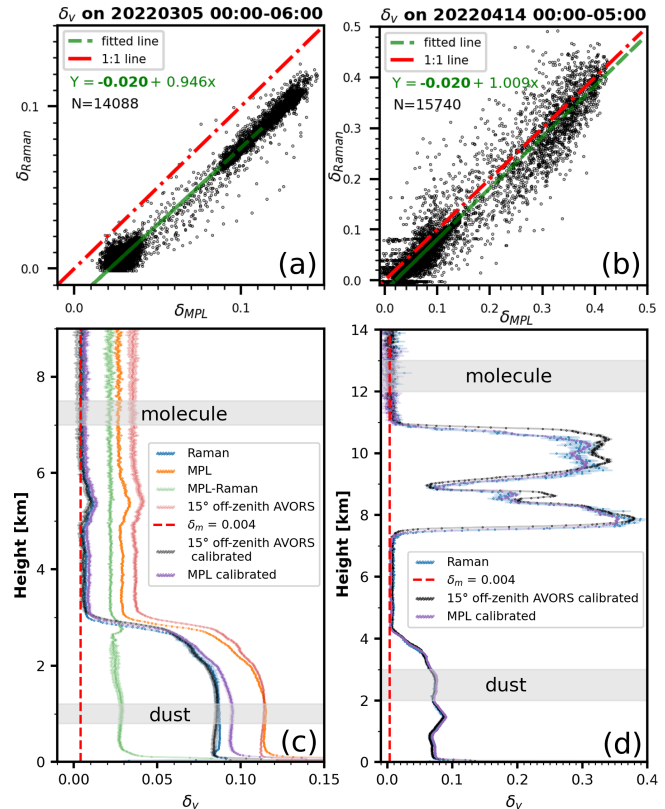 δv on 20220305 00:00-06:00
fitted line
1:1 line
Y = -0.020 + 0.946x
N=14088
0.1
0.0
δRaman
0.0
0.1
δMPL
(a)
δv on 20220414 00:00-05:00
fitted line
1:1 line
Y = -0.020 + 1.009x
N=15740
0.5
0.4
0.3
0.2
0.1
0.0
δRaman
0.0
0.1
0.2
0.3
0.4
0.5
δMPL
(b)
8
6
4
2
0
Height [km]
molecule
Raman
MPL
MPL-Raman
15° off-zenith AVORS
δm = 0.004
15° off-zenith AVORS
calibrated
MPL calibrated
dust
(c)
0.00
0.05
0.10
0.15
δv
14
12
10
8
6
4
2
0
Height [km]
molecule
Raman
δm = 0.004
15° off-zenith AVORS calibrated
MPL calibrated
dust
(d)
0.0
0.1
0.2
0.3
0.4
δv